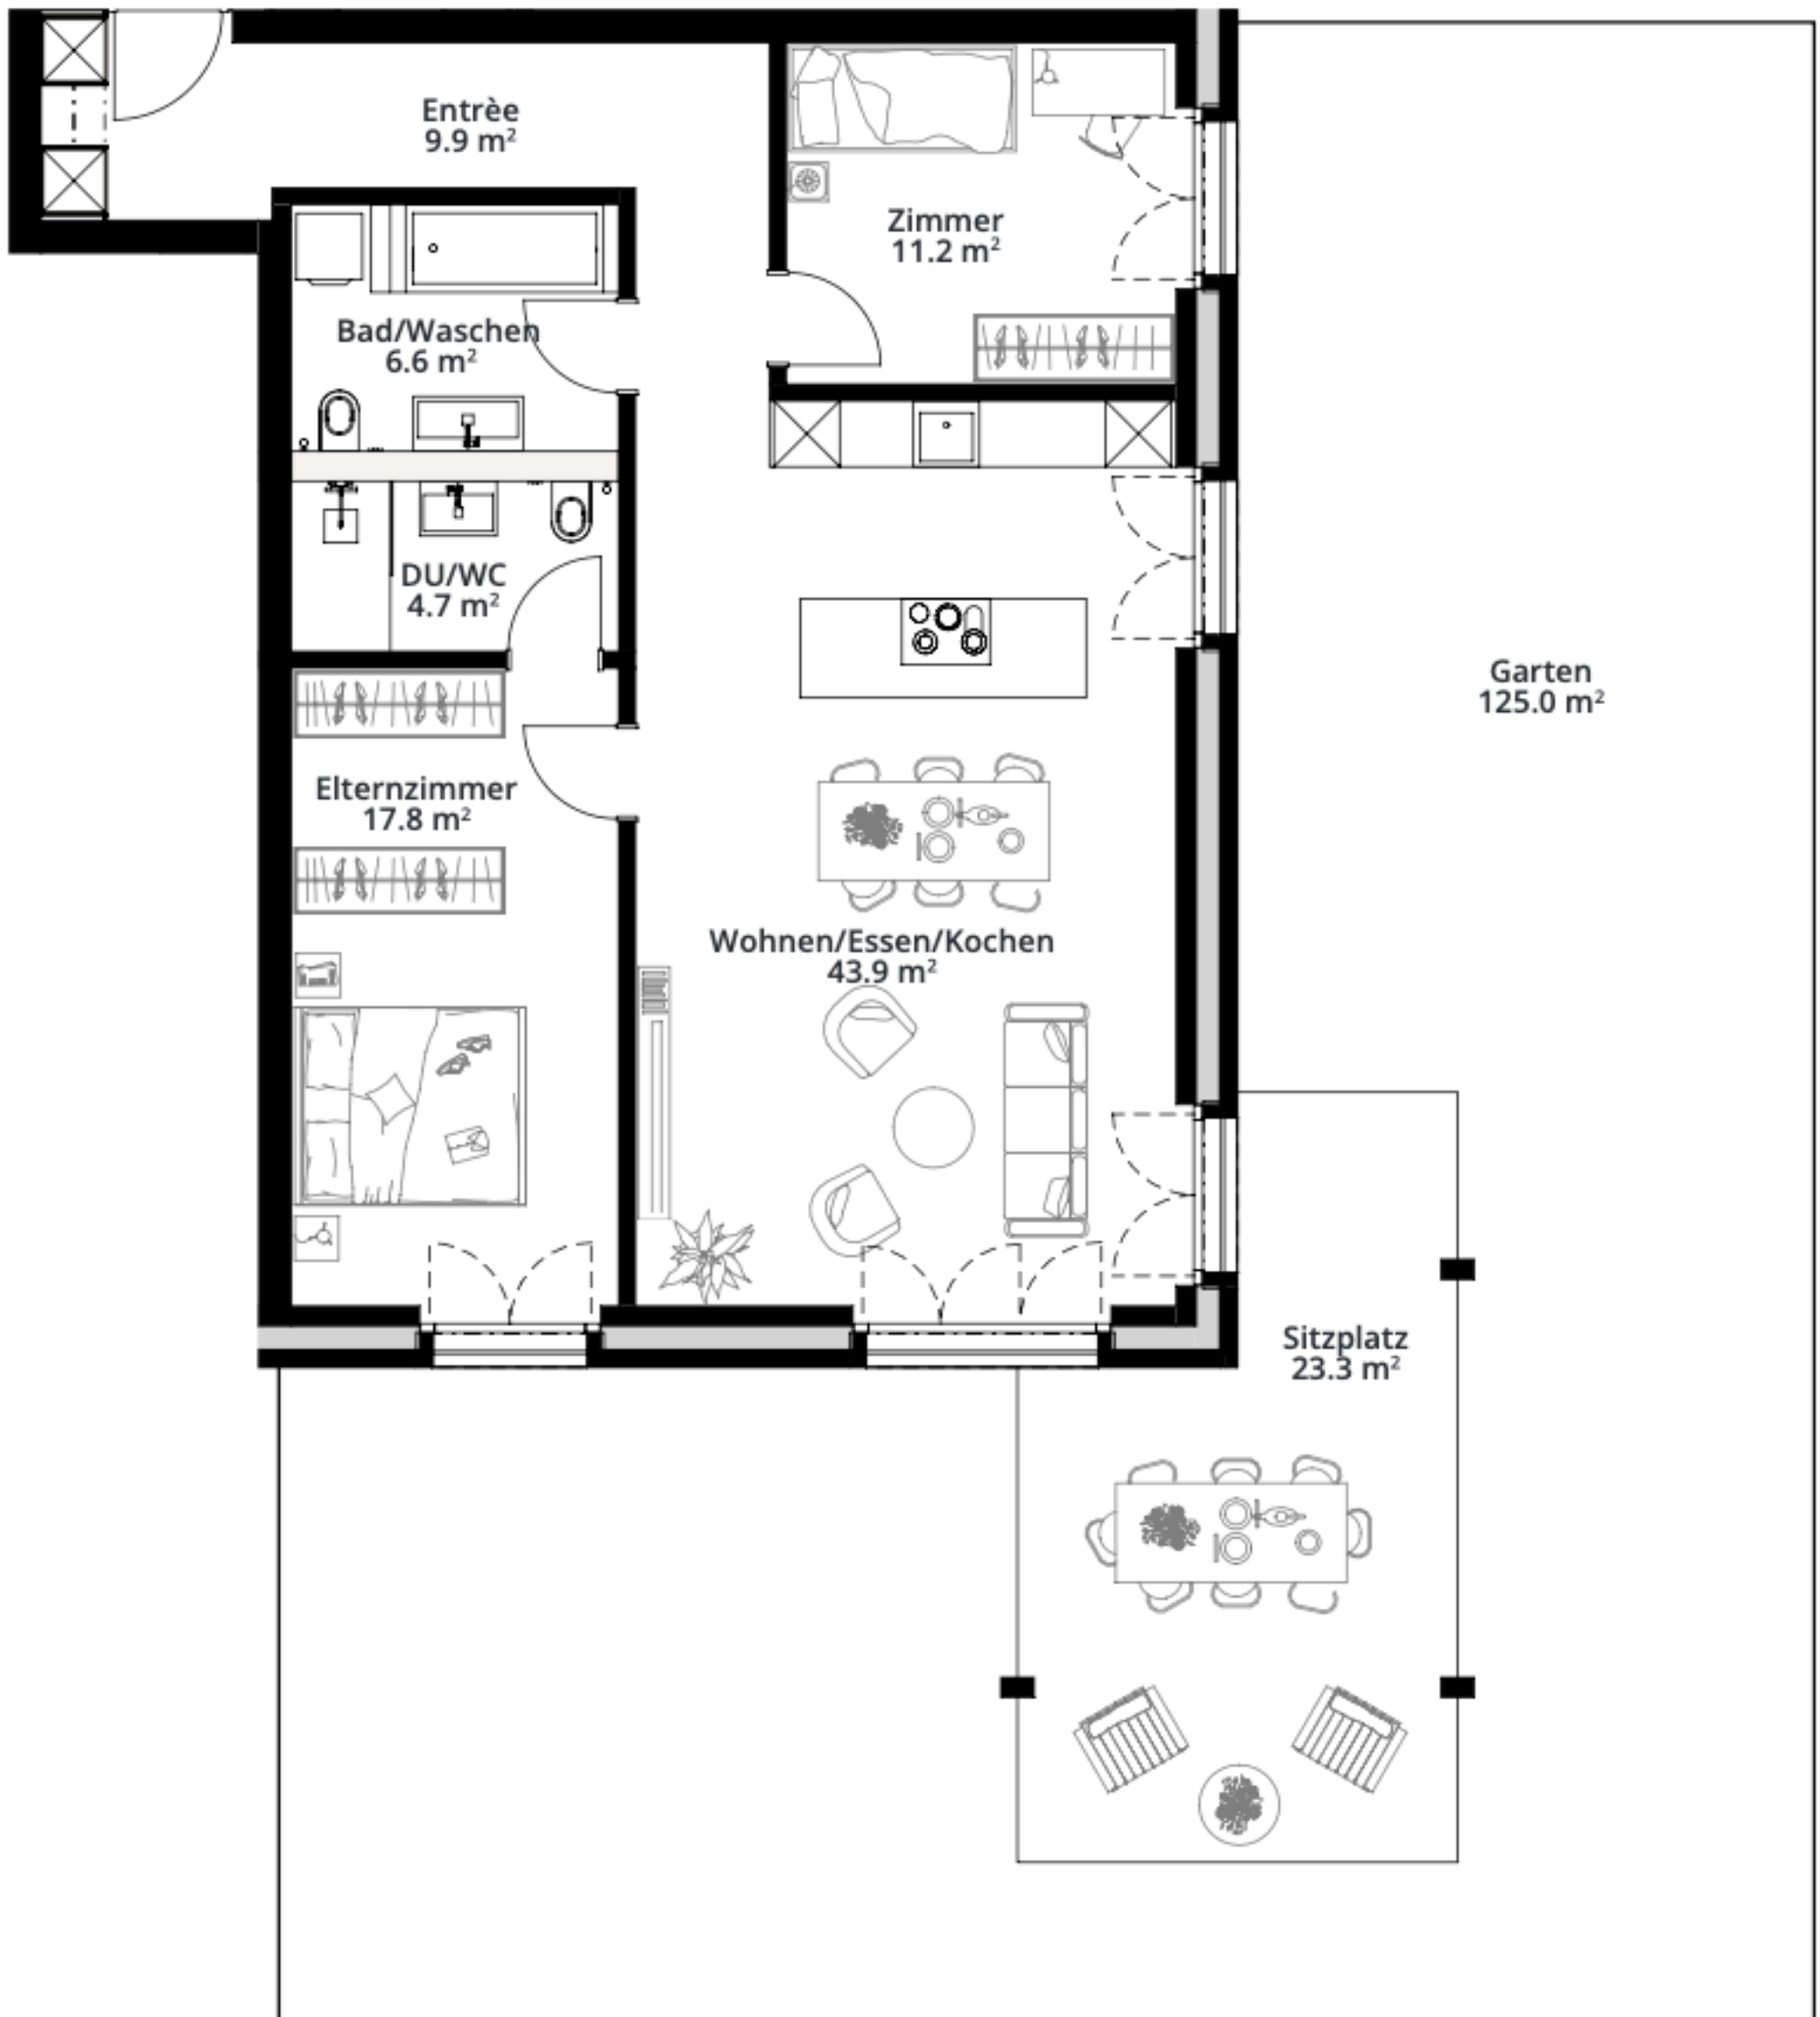 Entrèe
9.9 m²
Zimmer
11.2 m²
Bad/Waschen
6.6 m²
DU/WC
4.7 m²
Garten
125.0 m²
Elternzimmer
17.8 m²
Wohnen/Essen/Kochen
43.9 m²
Sitzplatz
23.3 m²